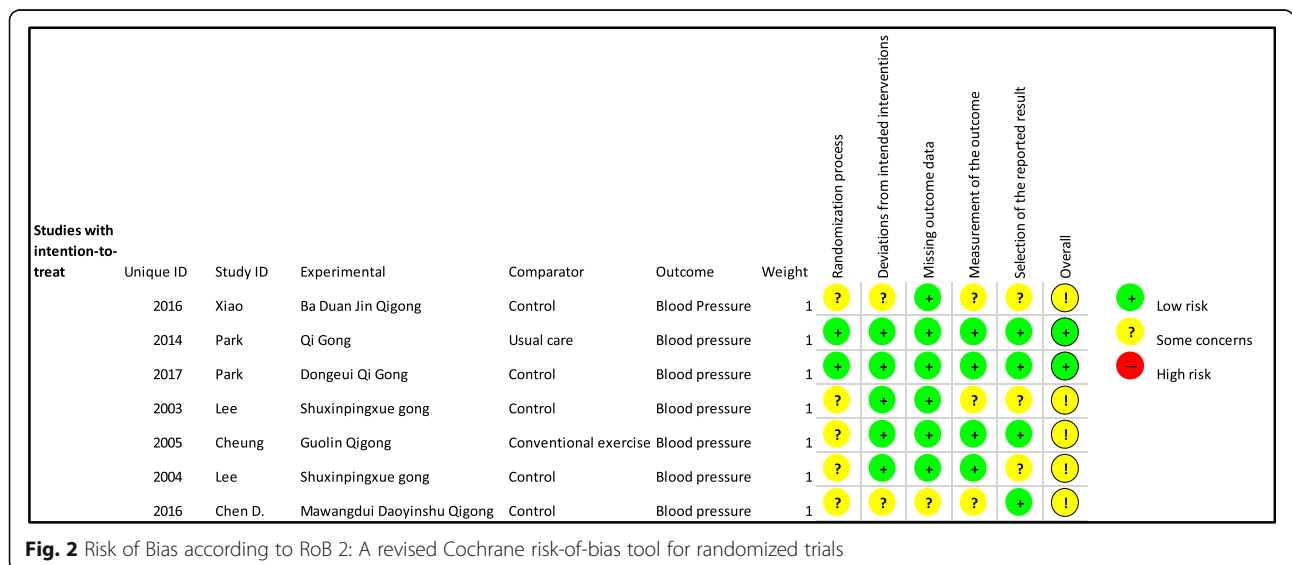 Randomization process
Deviations from intended interventions
Missing outcome data
Measurement of the outcome
Selection of the reported result
Overall
Studies with
intention-to-
treat Unique ID Study ID Experimental Comparator Outcome Weight
2016 Xiao Ba Duan Jin Qigong Control Blood Pressure 1 ? ? + ? ? !
2014 Park Qi Gong Usual care Blood pressure 1 + + + + + +
2017 Park Dongeui Qi Gong Control Blood pressure 1 + + + + + +
2003 Lee Shuxinpingxue gong Control Blood pressure 1 ? + + ? ? !
2005 Cheung Guolin Qigong Conventional exercise Blood pressure 1 ? + + + + !
2004 Lee Shuxinpingxue gong Control Blood pressure 1 ? + + + ? !
2016 Chen D. Mawangdui Daoyinshu Qigong Control Blood pressure 1 ? ? ? ? + !
+ Low risk
? Some concerns
− High risk
Fig. 2 Risk of Bias according to RoB 2: A revised Cochrane risk-of-bias tool for randomized trials